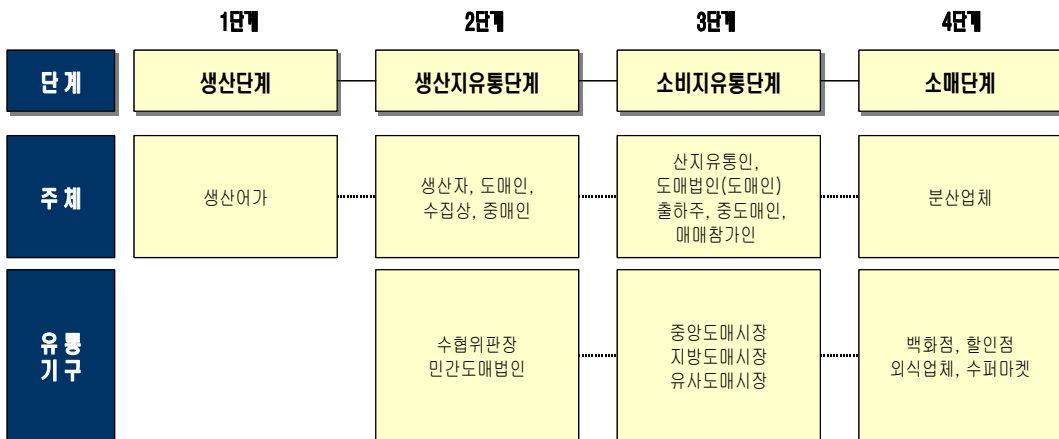 1단계 2단계 3단계 4단계
단 계 생산단계 생산지유통단계 소비지유통단계 소매단계
주 체
생산어가
생산자, 도매인,
수집상, 중매인
산지유통인,
도매법인(도매인)
출하주, 중도매인,
매매참가인
분산업체
유 통
기 구
수협위판장
민간도매법인
중앙도매시장
지방도매시장
유사도매시장
백화점, 할인점
외식업체, 수퍼마켓